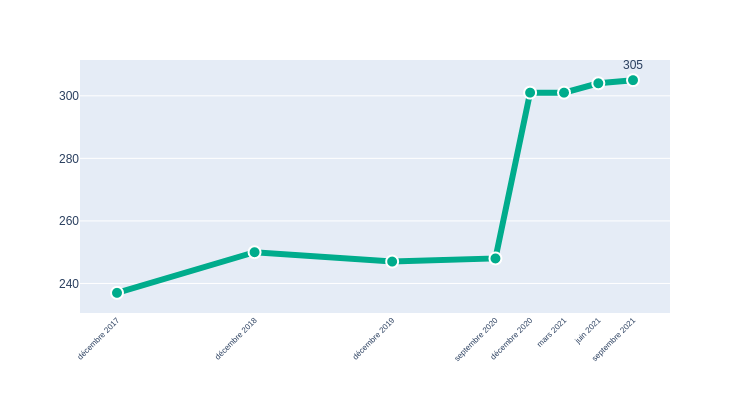 305
300
280
260
240
décembre 2017
décembre 2018
décembre 2019
septembre 2020
décembre 2020
mars 2021
juin 2021
septembre 2021